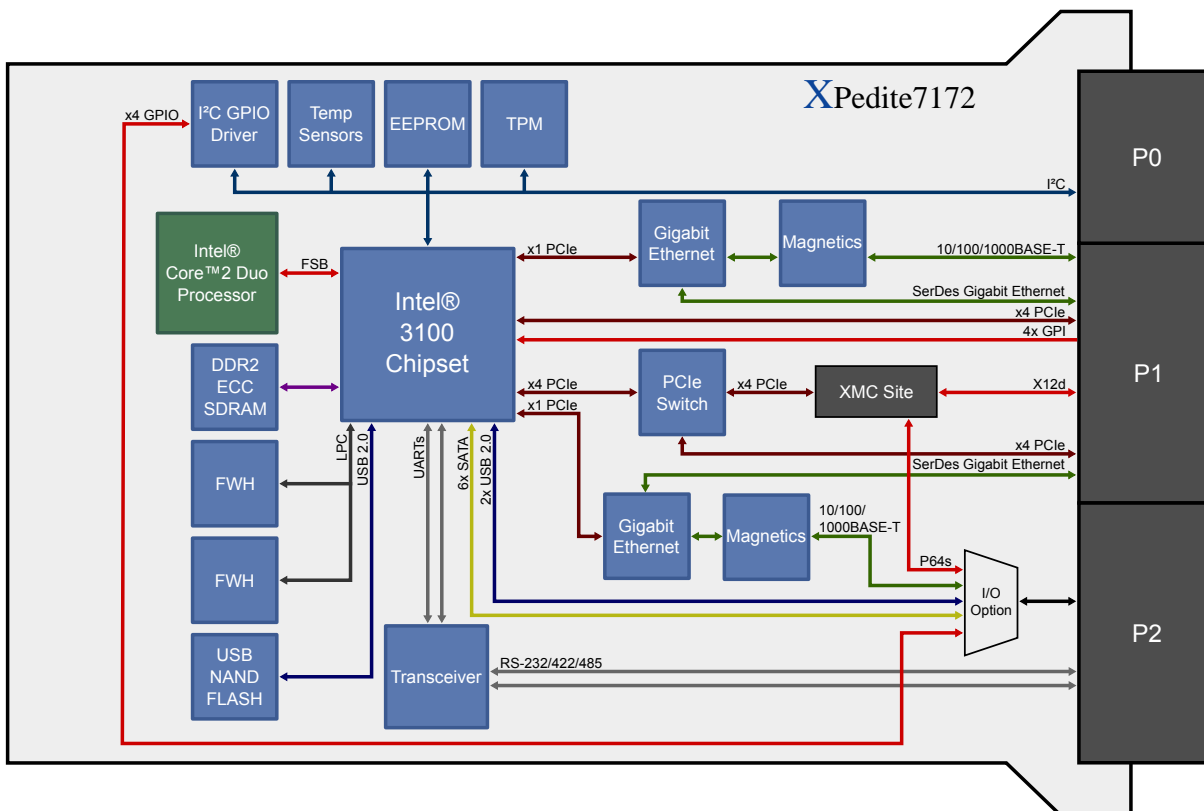 XPedite7172
x4 GPIO
I²C GPIO
Driver
Temp
Sensors
EEPROM
TPM
P0
I²C
Intel®
Core™2 Duo
Processor
FSB
Intel®
3100
Chipset
x1 PCIe
Gigabit
Ethernet
Magnetics
10/100/1000BASE-T
SerDes Gigabit Ethernet
x4 PCIe
4x GPI
P1
DDR2
ECC
SDRAM
x4 PCIe
x1 PCIe
PCIe
Switch
x4 PCIe
XMC Site
X12d
x4 PCIe
SerDes Gigabit Ethernet
LPC
USB 2.0
UARTs
6x SATA
2x USB 2.0
FWH
Gigabit
Ethernet
Magnetics
10/100/
1000BASE-T
FWH
P64s
I/O
Option
P2
USB
NAND
FLASH
Transceiver
RS-232/422/485